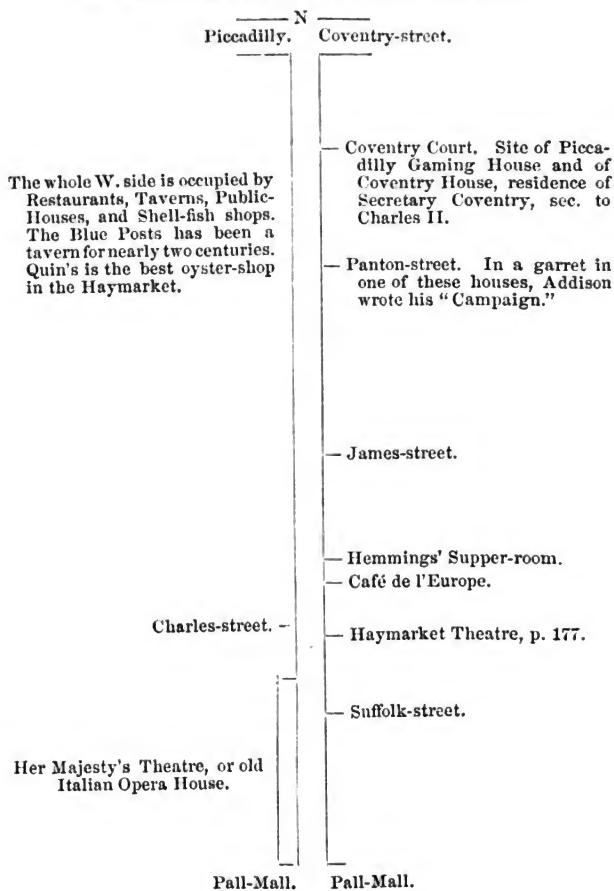 N
Piccadilly. Coventry-street.
Coventry Court. Site of Picca-
dilly Gaming House and of
Coventry House, residence of
Secretary Coventry, sec. to
Charles II.
The whole W. side is occupied by
Restaurants, Taverns, Public-
Houses, and Shell-fish shops.
The Blue Posts has been a
tavern for nearly two centuries.
Quin's is the best oyster-shop
in the Haymarket.
Panton-street. In a garret in
one of these houses, Addison
wrote his "Campaign."
James-street.
Hemmings' Supper-room.
Café de l'Europe.
Charles-street.
Haymarket Theatre, p. 177.
Suffolk-street.
Her Majesty's Theatre, or old
Italian Opera House.
Pall-Mall. Pall-Mall.